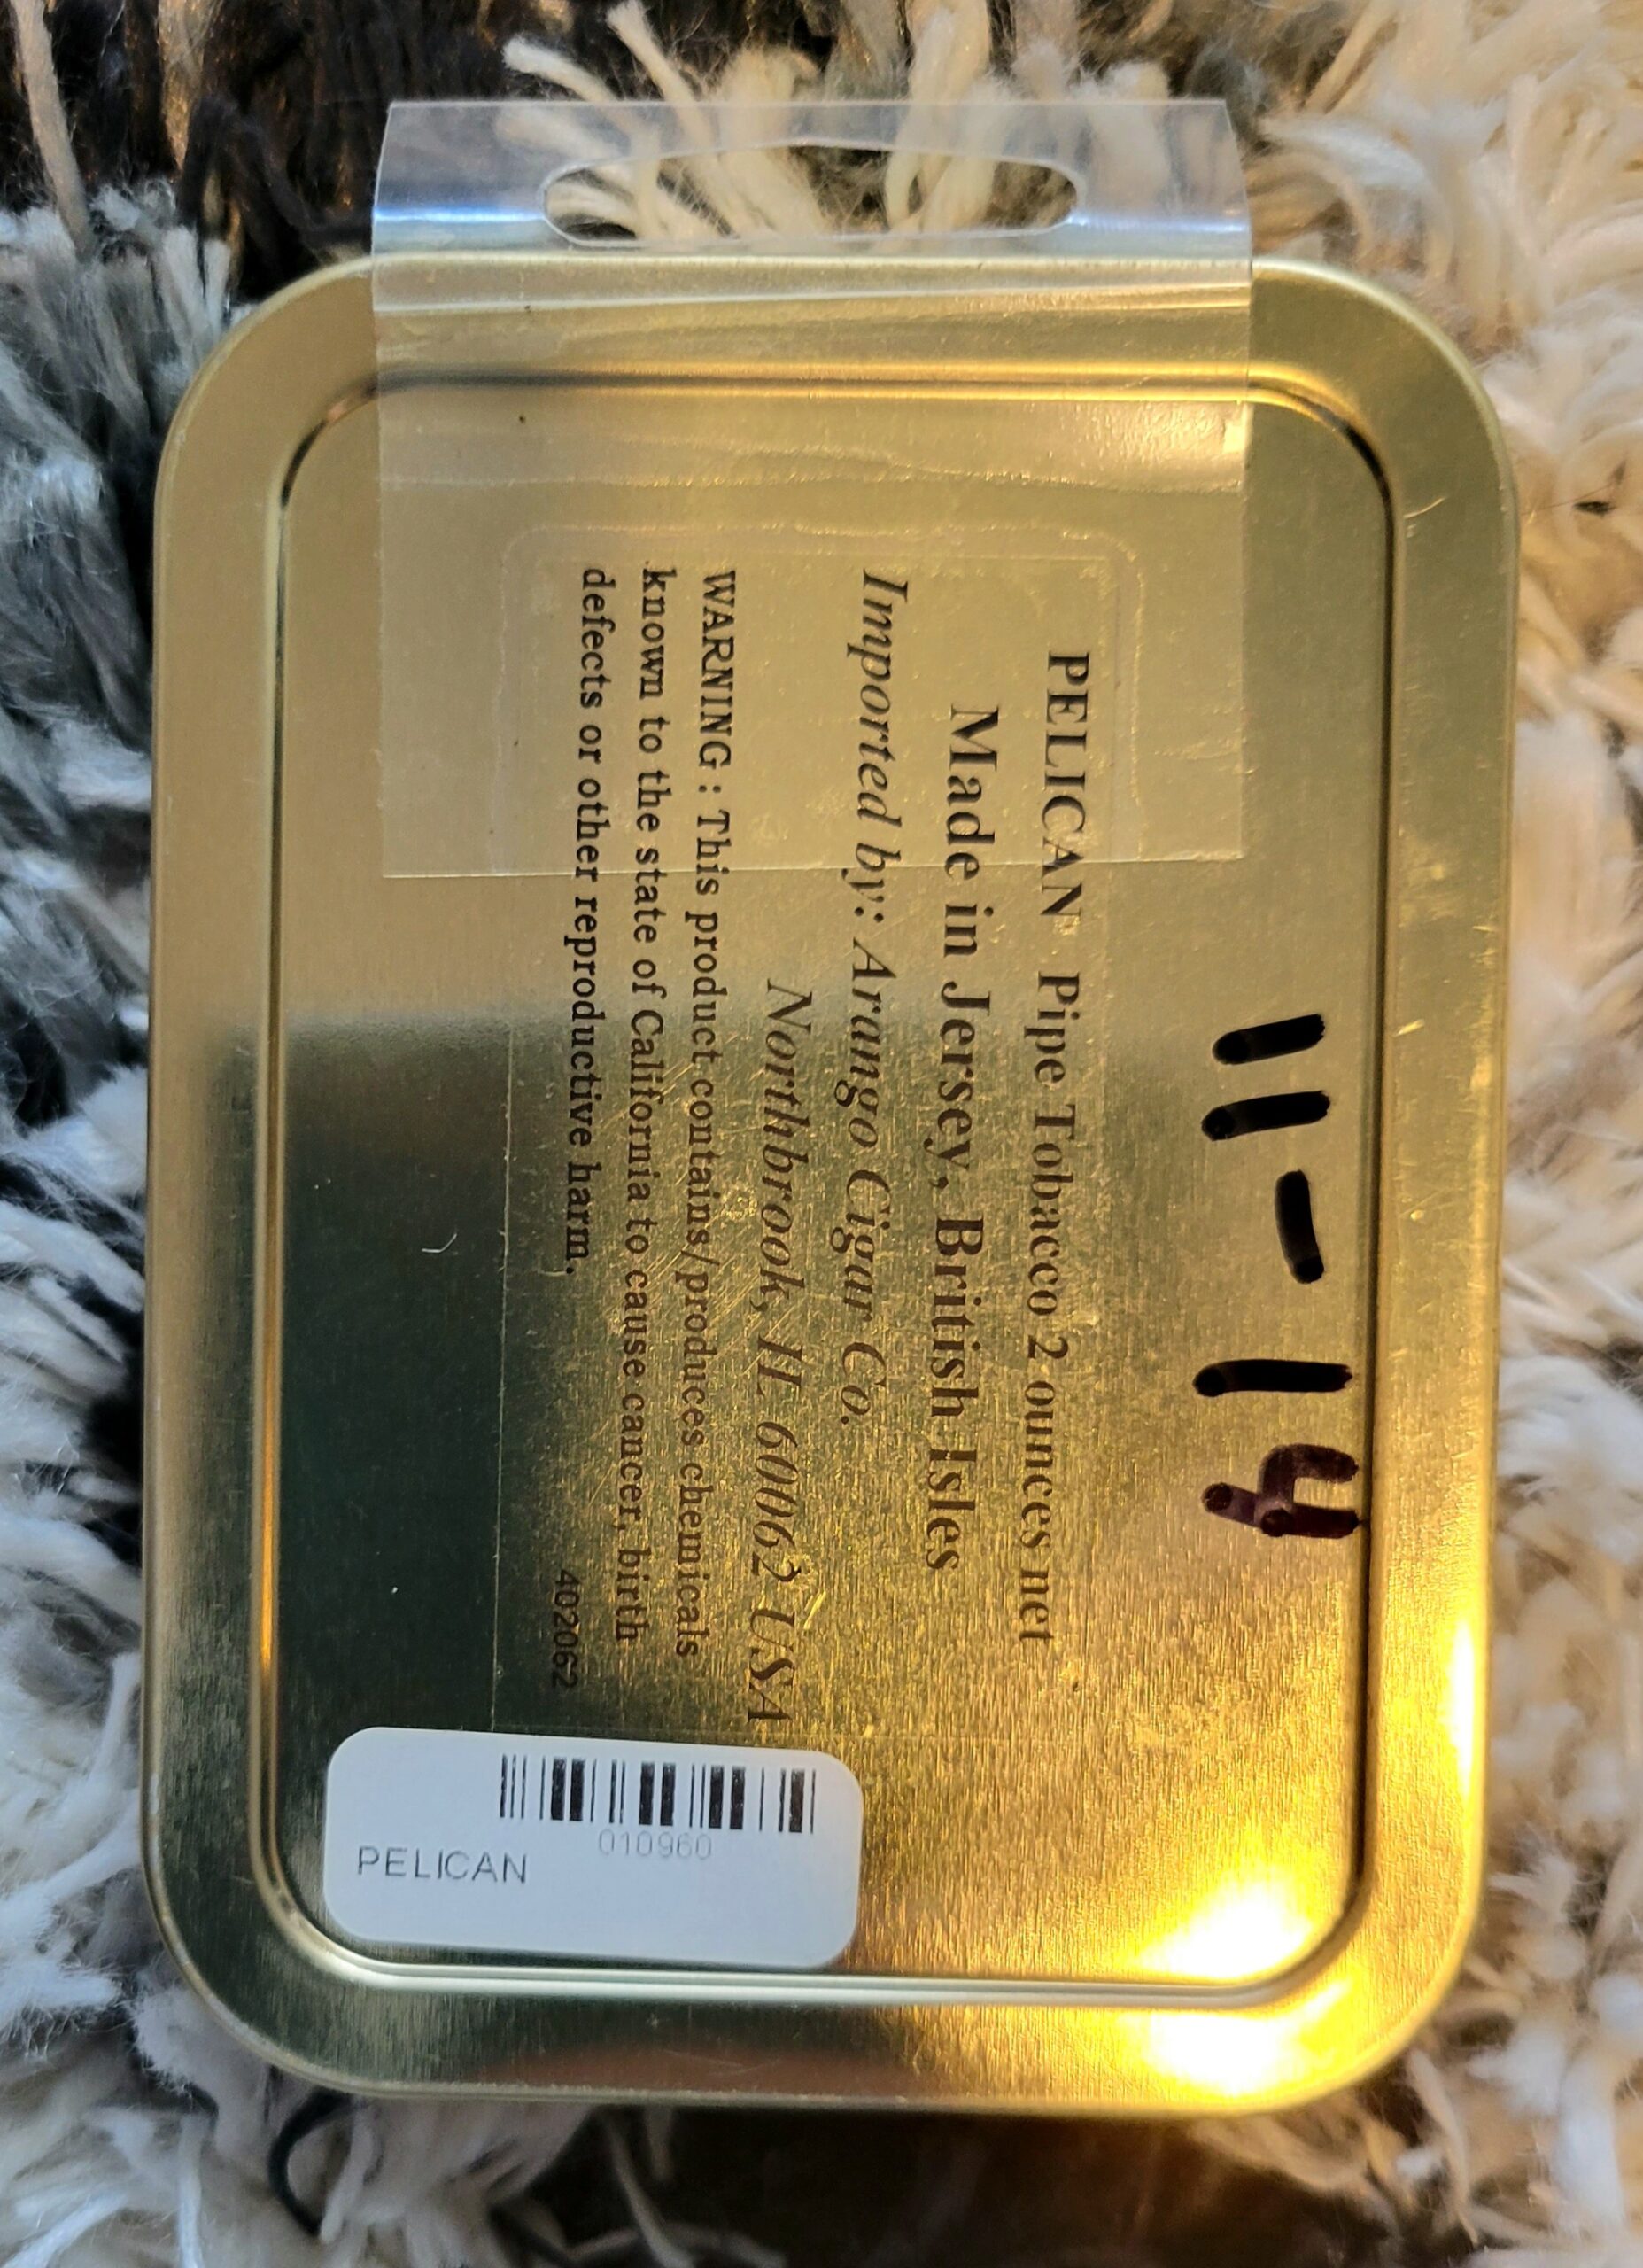 11-14
PELICAN Pipe Tobacco 2 ounces net
Made in Jersey, British Isles
Imported by: Arango Cigar Co.
Northbrook, IL 60062 USA
WARNING : This product contains/produces chemicals
known to the state of California to cause cancer, birth
defects or other reproductive harm.
402062
010960
PELICAN